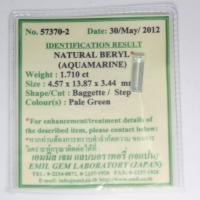 No. 57370-2 Date: 30/May/ 2012
IDENTIFICATION RESULT
NATURAL BERYL
(AQUAMARINE)
Weight : 1.710 ct
Size : 4.57 x 13.87 x 3.44 mm
Shape/Cut : Baggette / Step
Colour(s) : Pale Green
*For enhancement/treatment details of
the described item, please contact below:
EMIL GEM LABORATORY (JAPAN)